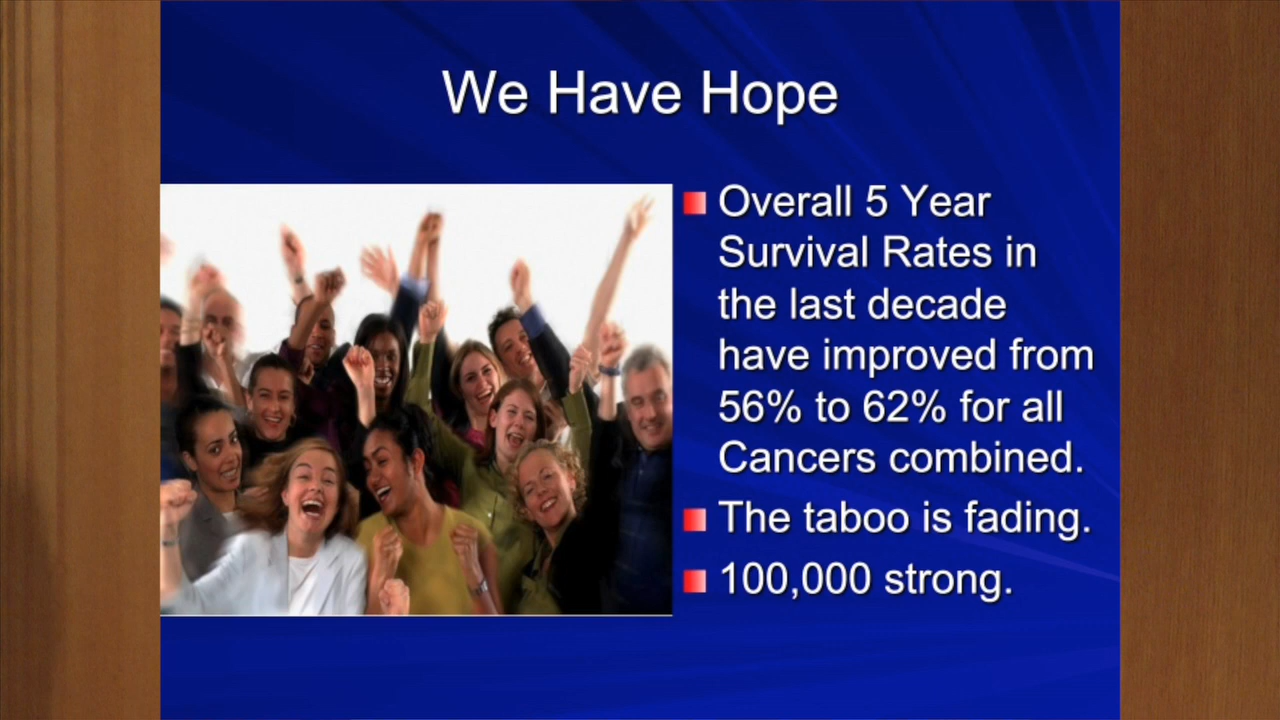 We Have Hope
Overall 5 Year
Survival Rates in
the last decade
have improved from
56% to 62% for all
Cancers combined.
The taboo is fading.
100,000 strong.